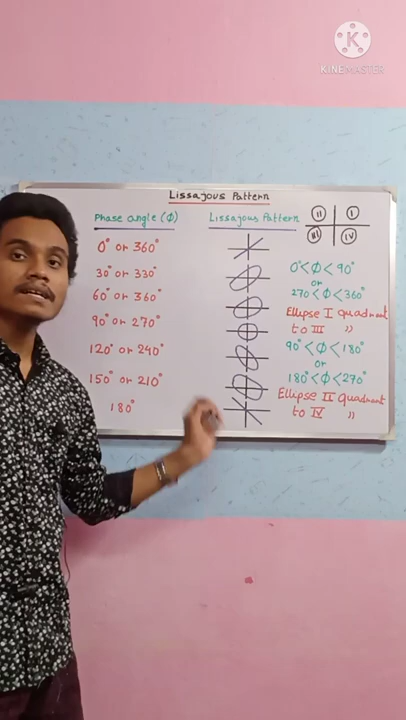 KINEMASTER
Lissajous Pattern
Phase angle (ϕ) Lissajous Pattern
II I
III IV
0° or 360°
30° or 330°
60° or 360°
90° or 270°
120° or 240°
150° or 210°
180°
0°<ϕ<90°
or
270<ϕ<360°
Ellipse I quadrant
to III "
90°<ϕ<180°
or
180°<ϕ<270°
Ellipse II quadrant
to IV "